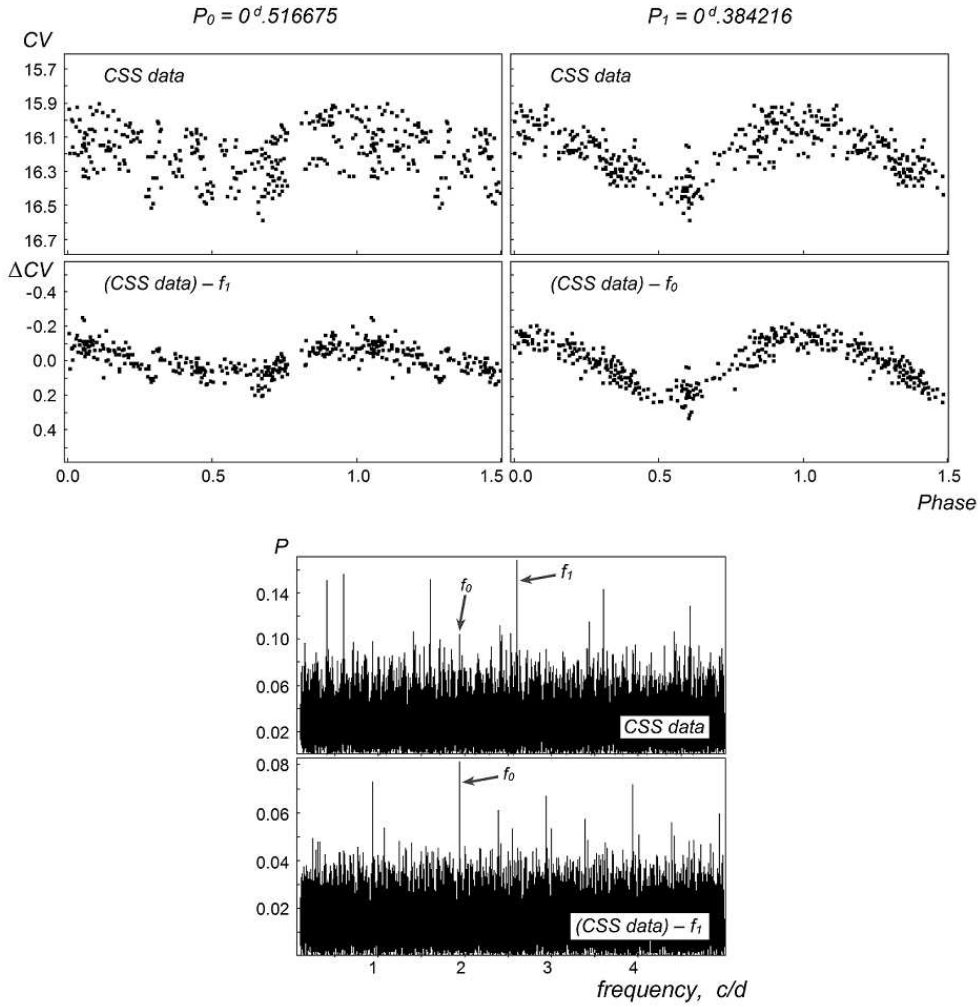 P₀ = 0ᵈ.516675 P₁ = 0ᵈ.384216
CV
15.7
15.9
16.1
16.3
16.5
16.7
CSS data
CSS data
ΔCV
-0.4
-0.2
0.0
0.2
0.4
(CSS data) – f₁
(CSS data) – f₀
0.0 0.5 1.0 1.5 0.0 0.5 1.0 1.5
Phase
P
0.14
0.10
0.06
0.02
f₀
f₁
CSS data
0.08
0.06
0.04
0.02
f₀
(CSS data) – f₁
1 2 3 4
frequency, c/d